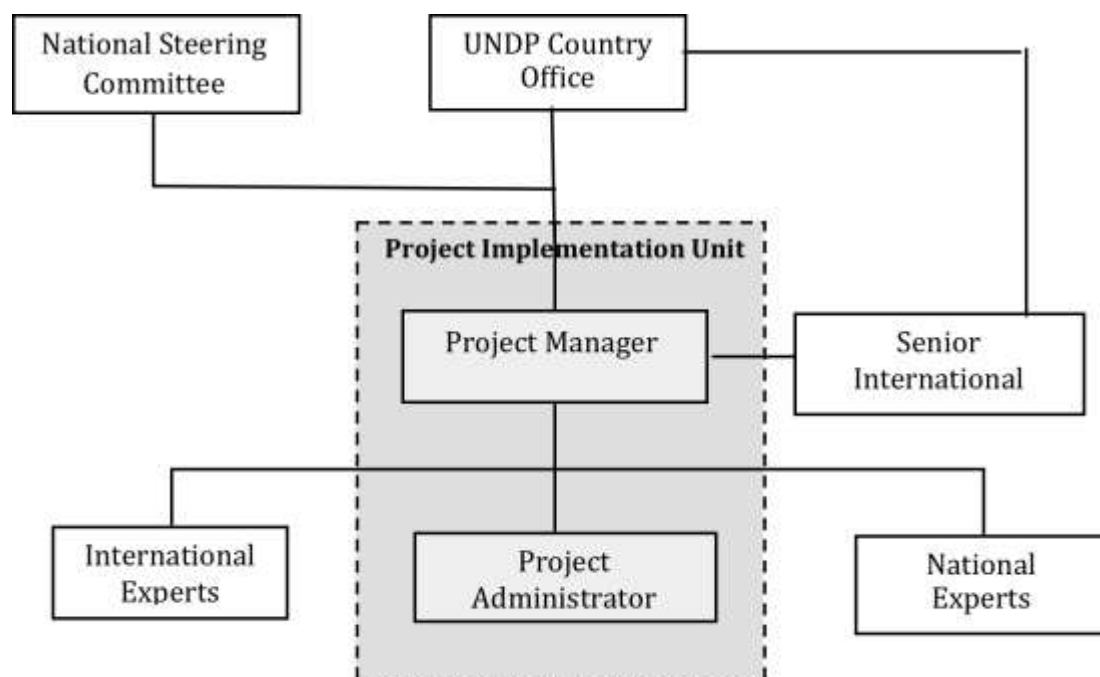 National Steering
Committee
UNDP Country
Office
Project Implementation Unit
Project Manager
Senior
International
International
Experts
Project
Administrator
National
Experts